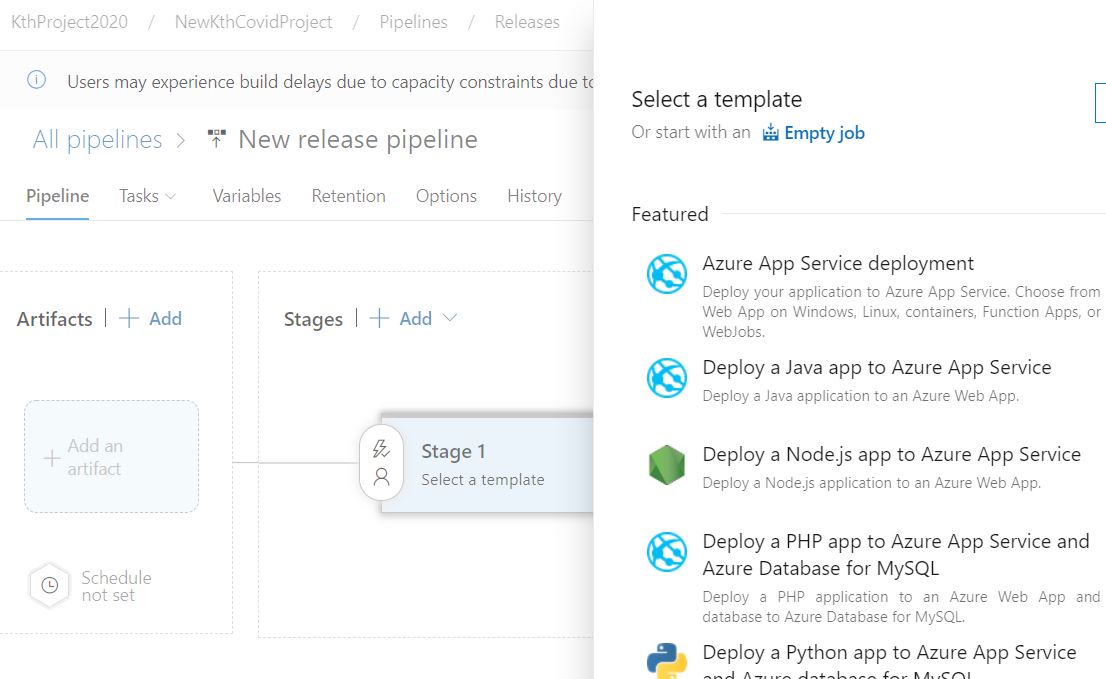 KthProject2020 / NewKthCovidProject / Pipelines / Releases
Users may experience build delays due to capacity constraints due to
All pipelines > New release pipeline
Pipeline Tasks Variables Retention Options History
Artifacts | + Add
Stages | + Add
+ Add an
artifact
Stage 1
Select a template
Schedule
not set
Select a template
Or start with an Empty job
Featured
Azure App Service deployment
Deploy your application to Azure App Service. Choose from
Web App on Windows, Linux, containers, Function Apps, or
WebJobs.
Deploy a Java app to Azure App Service
Deploy a Java application to an Azure Web App.
Deploy a Node.js app to Azure App Service
Deploy a Node.js application to an Azure Web App.
Deploy a PHP app to Azure App Service and
Azure Database for MySQL
Deploy a PHP application to an Azure Web App and
database to Azure Database for MySQL.
Deploy a Python app to Azure App Service
and Azure database for MySQL